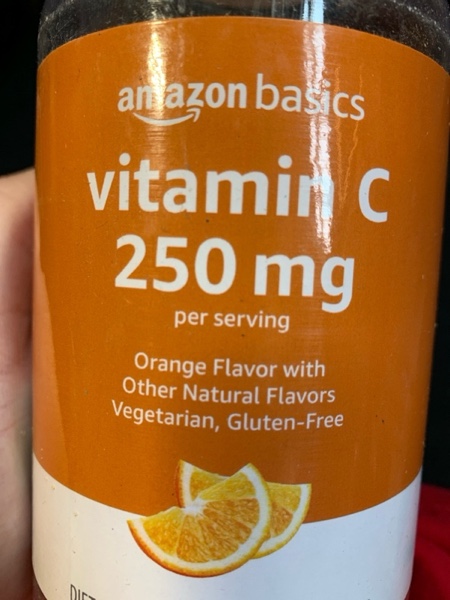 amazon basics
vitamin C
250 mg
per serving
Orange Flavor with
Other Natural Flavors
Vegetarian, Gluten-Free